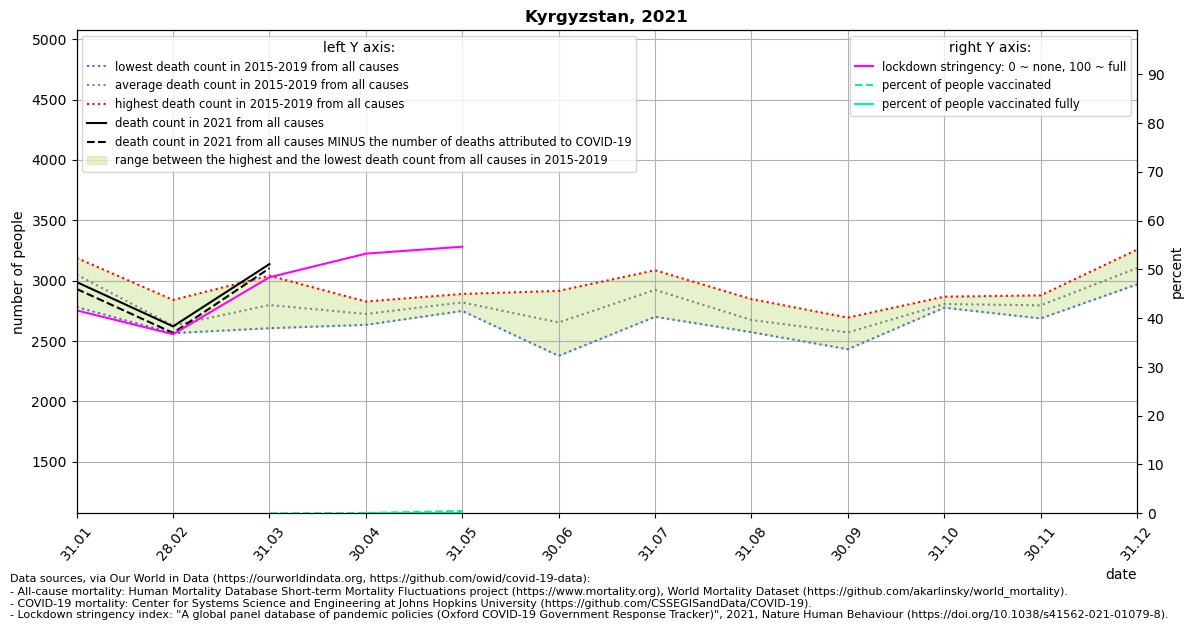 Kyrgyzstan, 2021
left Y axis:
lowest death count in 2015-2019 from all causes
average death count in 2015-2019 from all causes
highest death count in 2015-2019 from all causes
death count in 2021 from all causes
death count in 2021 from all causes MINUS the number of deaths attributed to COVID-19
range between the highest and the lowest death count from all causes in 2015-2019
right Y axis:
lockdown stringency: 0 ~ none, 100 ~ full
percent of people vaccinated
percent of people vaccinated fully
number of people
5000
4500
4000
3500
3000
2500
2000
1500
percent
90
80
70
60
50
40
30
20
10
0
31.01
28.02
31.03
30.04
31.05
30.06
31.07
31.08
30.09
31.10
30.11
31.12
date
Data sources, via Our World in Data (https://ourworldindata.org, https://github.com/owid/covid-19-data):
- All-cause mortality: Human Mortality Database Short-term Mortality Fluctuations project (https://www.mortality.org), World Mortality Dataset (https://github.com/akarlinsky/world_mortality).
- COVID-19 mortality: Center for Systems Science and Engineering at Johns Hopkins University (https://github.com/CSSEGISandData/COVID-19).
- Lockdown stringency index: "A global panel database of pandemic policies (Oxford COVID-19 Government Response Tracker)", 2021, Nature Human Behaviour (https://doi.org/10.1038/s41562-021-01079-8).